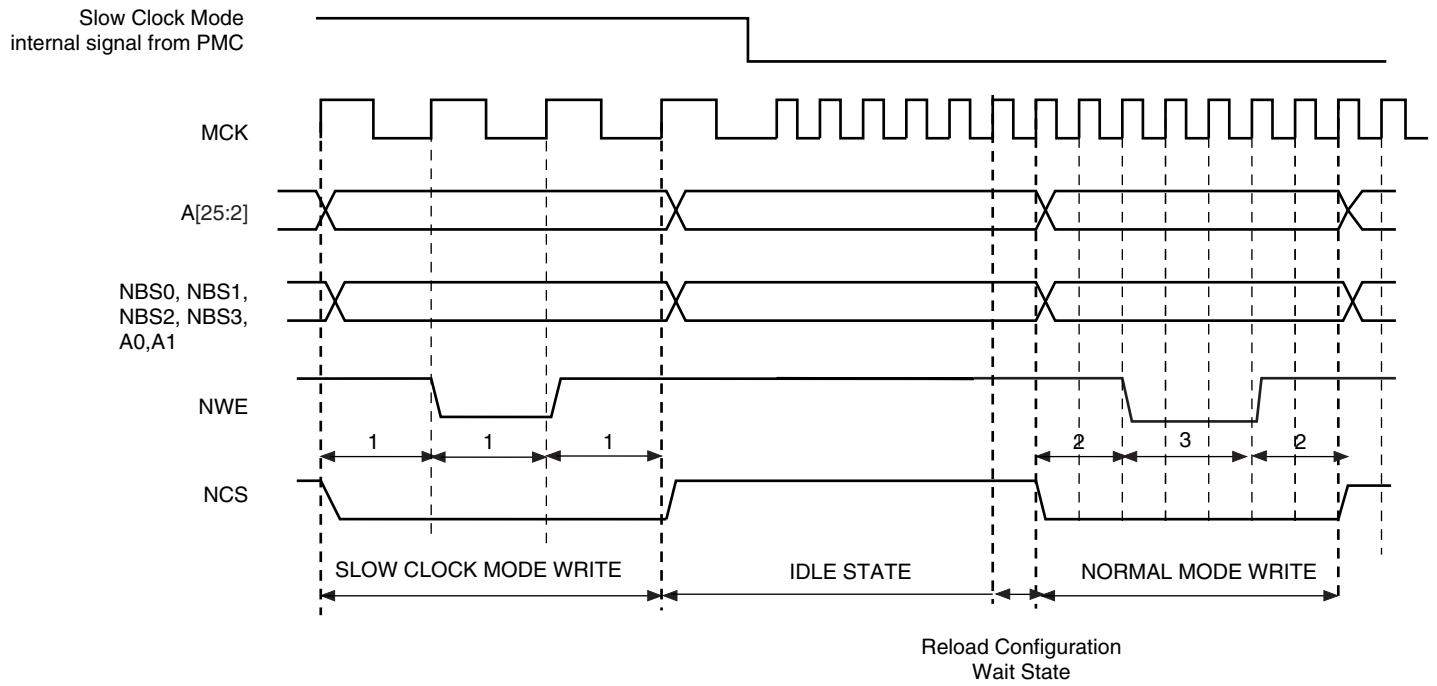 Slow Clock Mode
internal signal from PMC
MCK
A[25:2]
NBS0, NBS1,
NBS2, NBS3,
A0,A1
NWE
1 1 1 2 3 2
NCS
SLOW CLOCK MODE WRITE IDLE STATE NORMAL MODE WRITE
Reload Configuration
Wait State